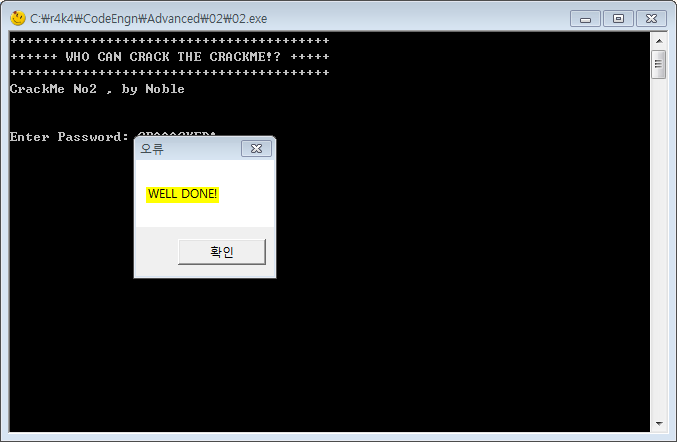 C:\r4k4\CodeEngn\Advanced\02\02.exe
++++++++++++++++++++++++++++++++++++++++
++++++ WHO CAN CRACK THE CRACKME!? +++++
++++++++++++++++++++++++++++++++++++++++
CrackMe No2 , by Noble
Enter Password: CRAAACKED!
오류
WELL DONE!
확인